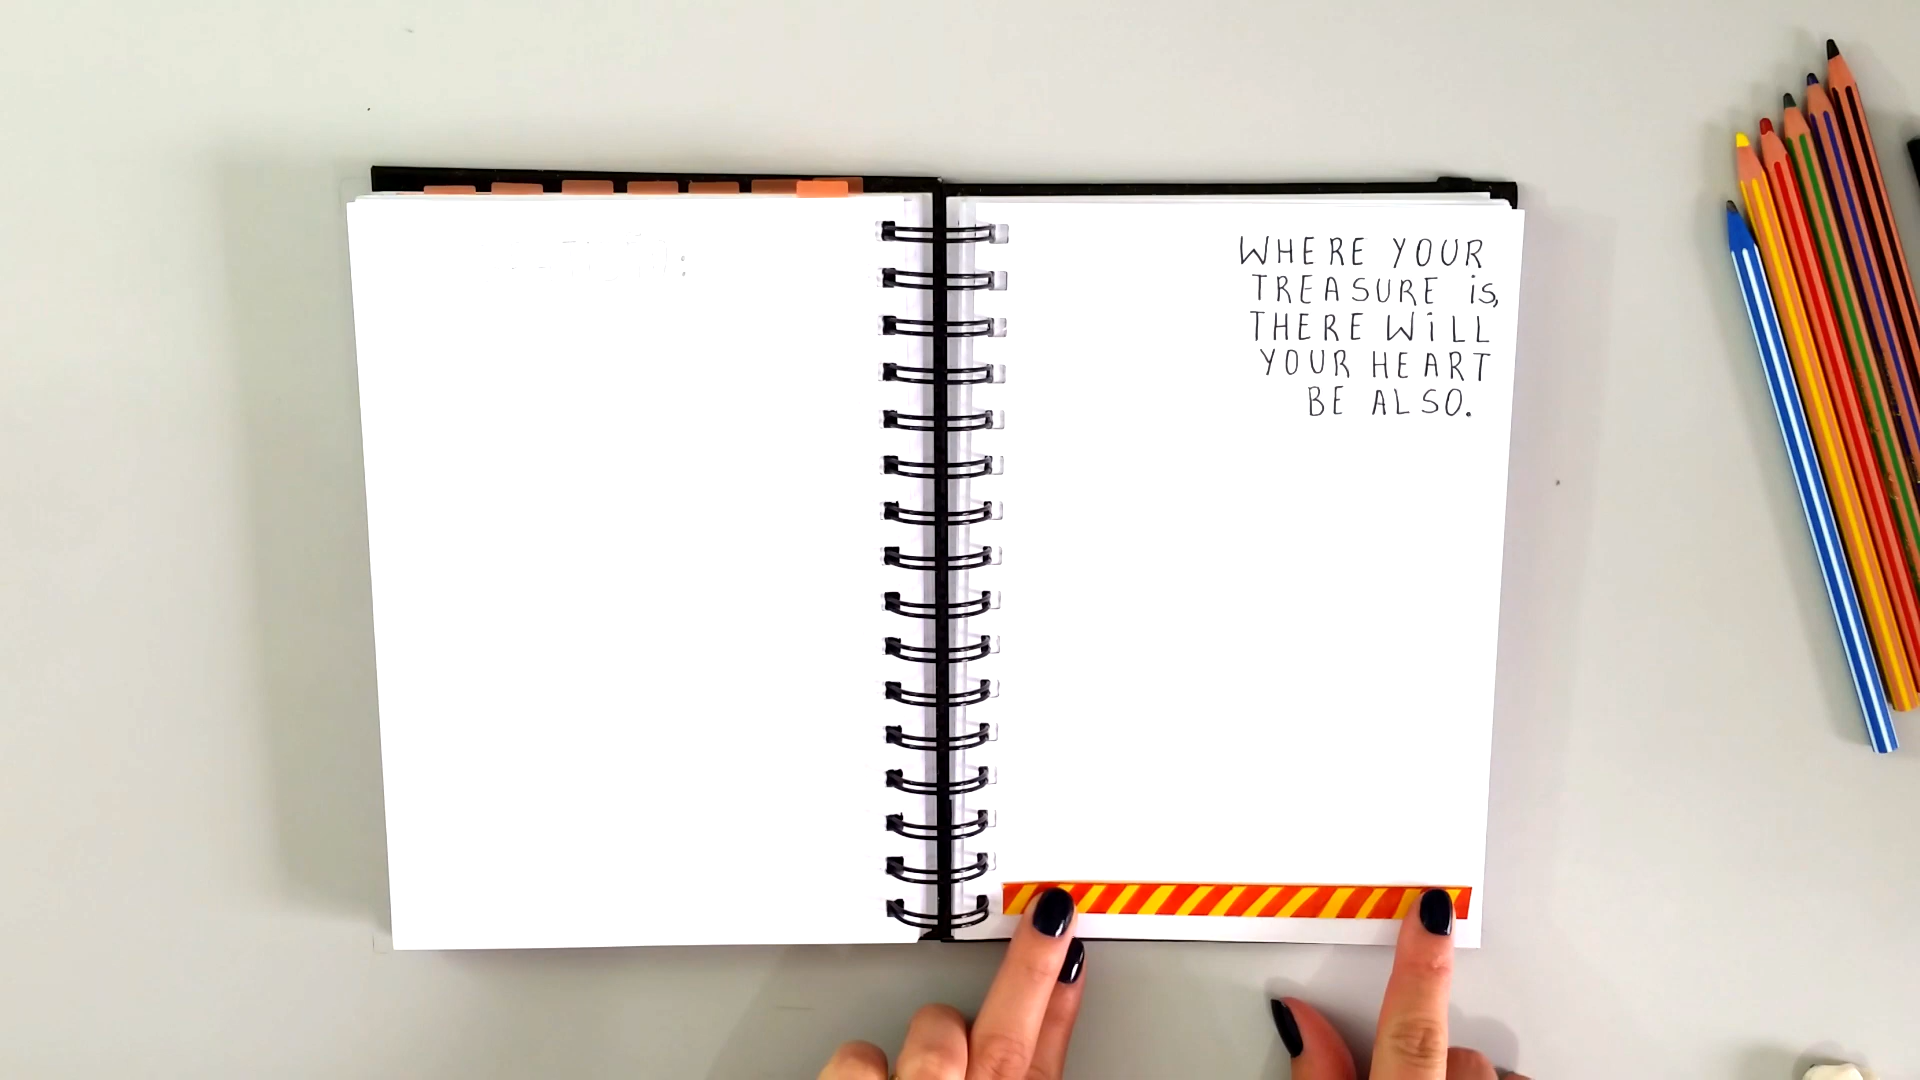 WHERE YOUR
TREASURE is,
THERE WiLL
YOUR HEART
BE ALSO.